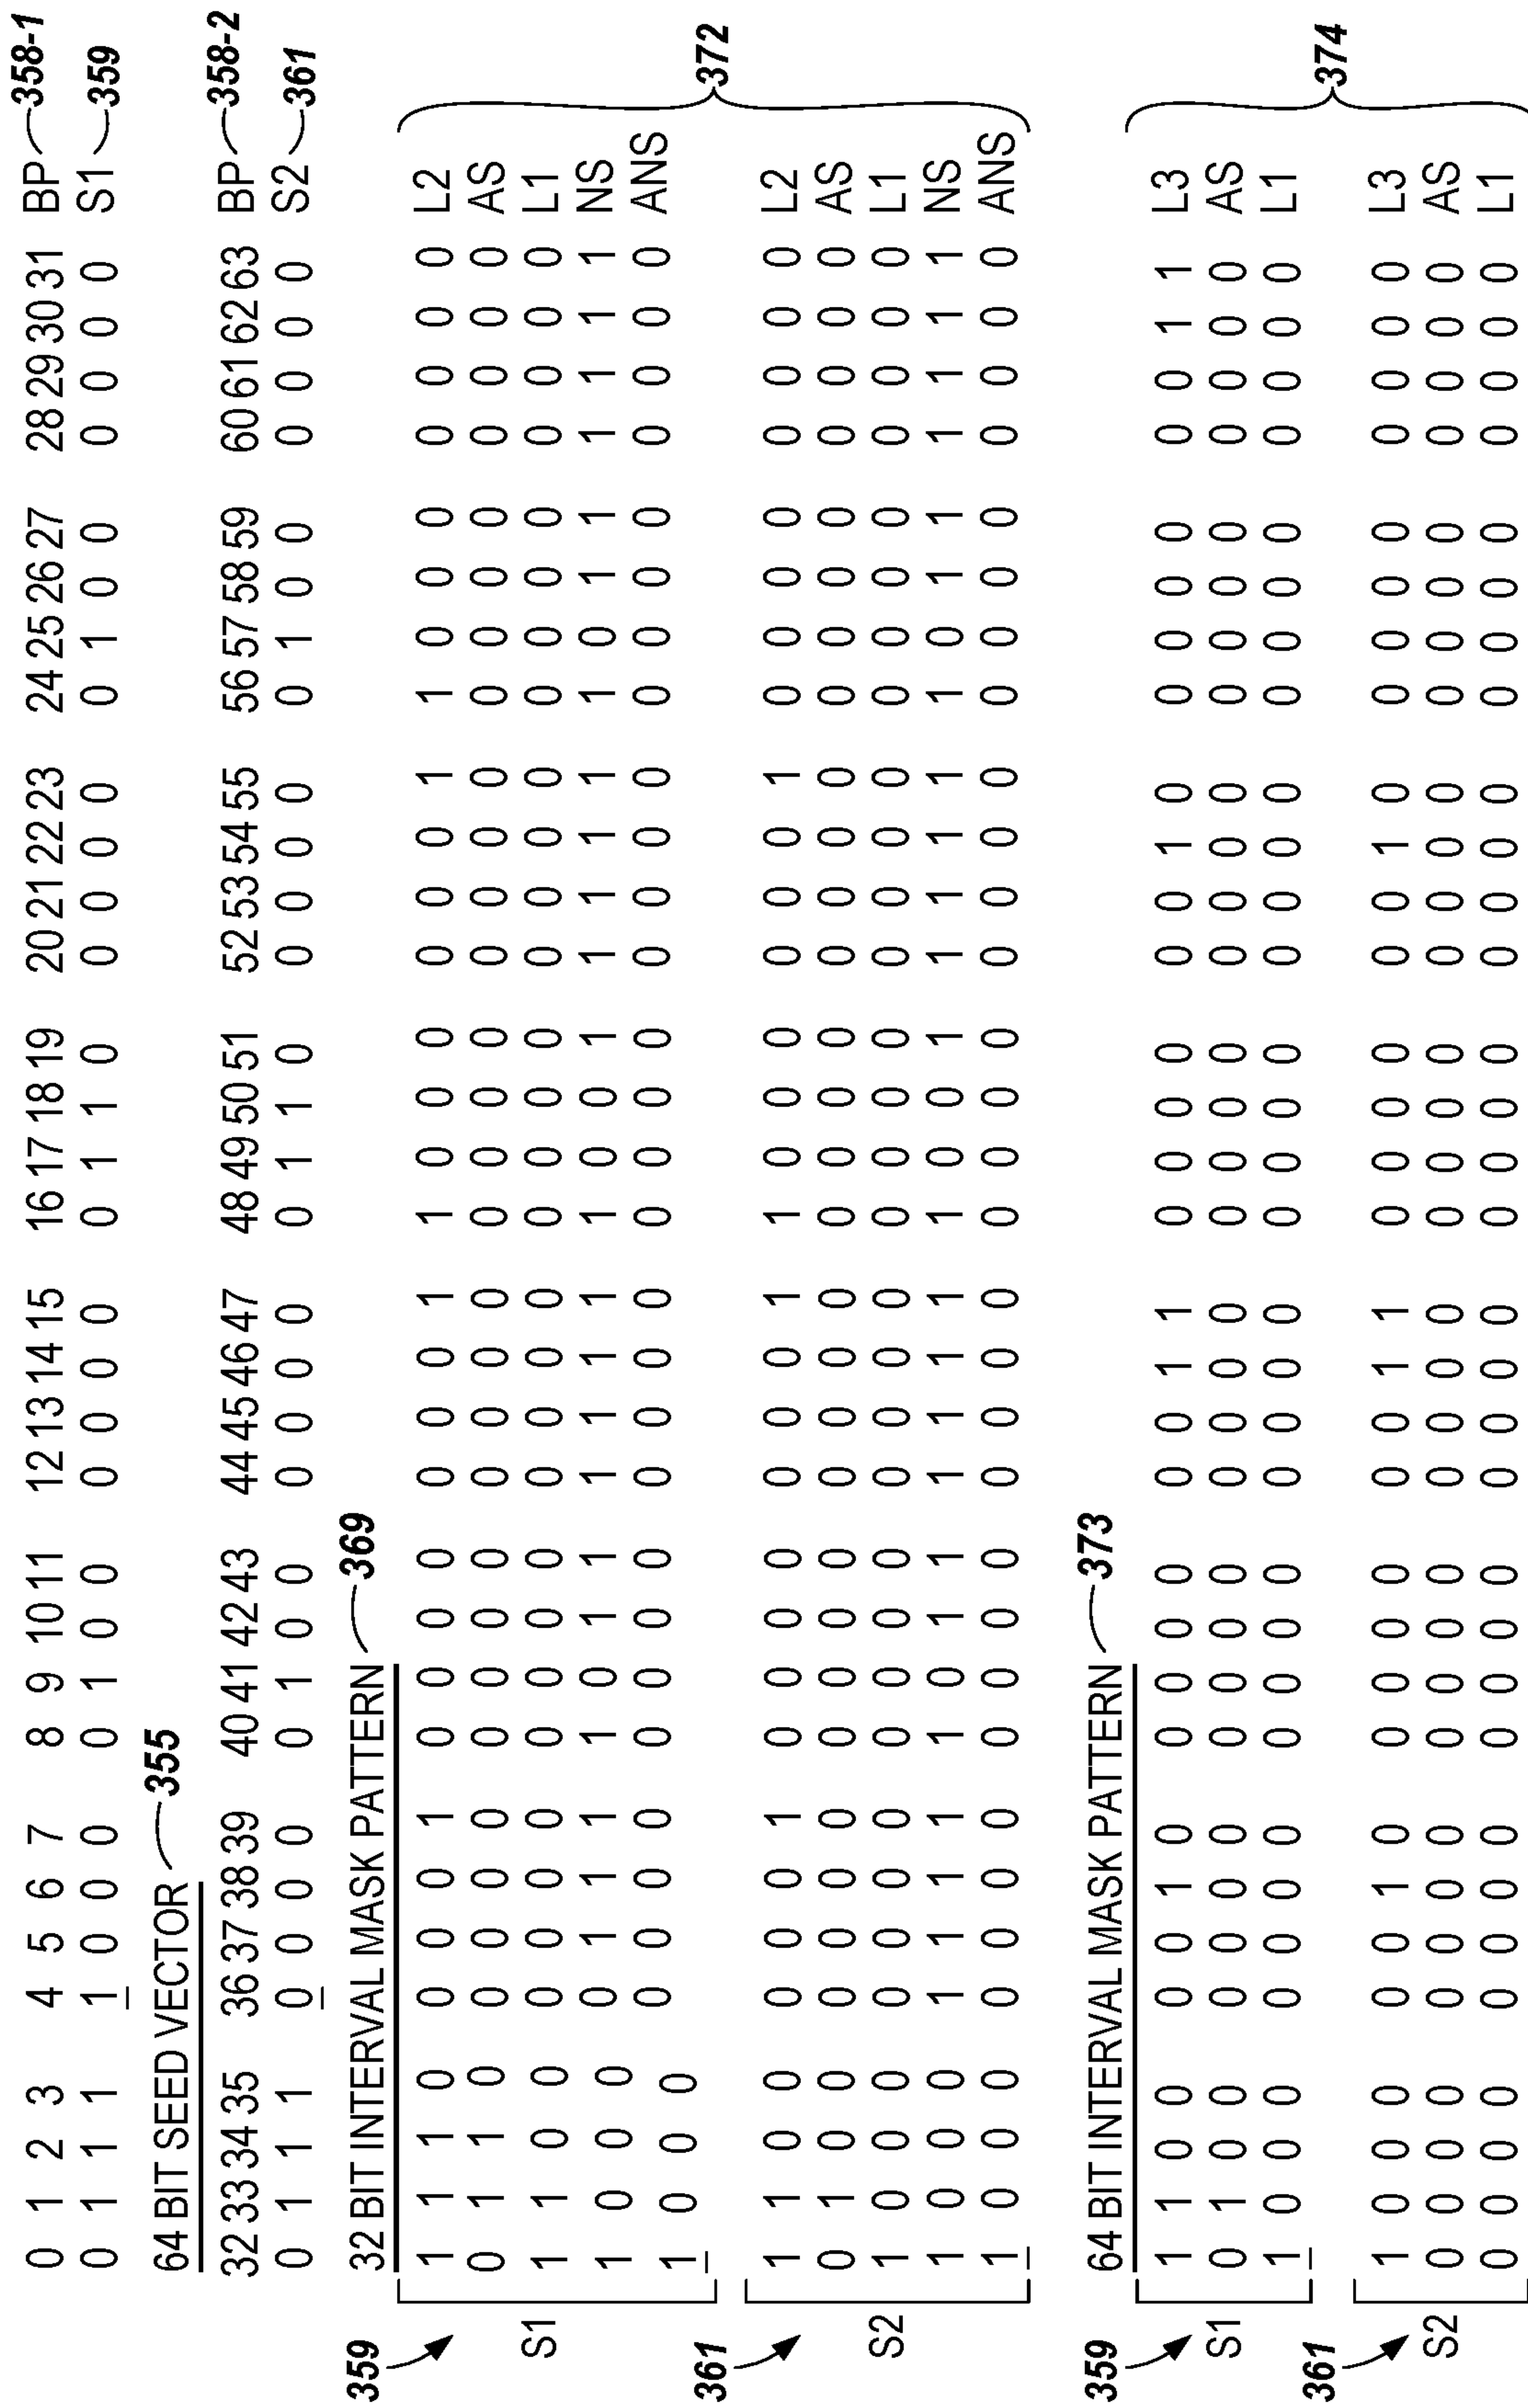 0 1 2 3 4 5 6 7 8 9 10 11 12 13 14 15 16 17 18 19 20 21 22 23 24 25 26 27 28 29 30 31 BP 358-1
0 1 1 1 1 0 0 0 0 1 0 0 0 0 0 0 0 1 1 0 0 0 0 0 0 1 0 0 0 0 0 0 S1 359
64 BIT SEED VECTOR 355
32 33 34 35 36 37 38 39 40 41 42 43 44 45 46 47 48 49 50 51 52 53 54 55 56 57 58 59 60 61 62 63 BP 358-2
0 1 1 1 0 0 0 0 0 1 0 0 0 0 0 0 0 1 1 0 0 0 0 0 0 1 0 0 0 0 0 0 S2 361
32 BIT INTERVAL MASK PATTERN 369
1 1 1 0 0 0 0 1 0 0 0 0 0 0 0 1 1 0 0 0 0 0 0 1 1 0 0 0 0 0 0 0 L2
359 0 1 1 0 0 0 0 0 0 0 0 0 0 0 0 0 0 0 0 0 0 0 0 0 0 0 0 0 0 0 0 0 AS
S1 1 1 0 0 0 0 0 0 0 0 0 0 0 0 0 0 0 0 0 0 0 0 0 0 0 0 0 0 0 0 0 0 L1
1 0 0 0 0 1 1 1 1 0 1 1 1 1 1 1 1 0 0 1 1 1 1 1 1 0 1 1 1 1 1 1 NS
1 0 0 0 0 0 0 0 0 0 0 0 0 0 0 0 0 0 0 0 0 0 0 0 0 0 0 0 0 0 0 0 ANS
372
361 1 1 0 0 0 0 0 1 0 0 0 0 0 0 0 1 1 0 0 0 0 0 0 1 0 0 0 0 0 0 0 0 L2
0 1 0 0 0 0 0 0 0 0 0 0 0 0 0 0 0 0 0 0 0 0 0 0 0 0 0 0 0 0 0 0 AS
S2 1 0 0 0 0 0 0 0 0 0 0 0 0 0 0 0 0 0 0 0 0 0 0 0 0 0 0 0 0 0 0 0 L1
1 0 0 0 1 1 1 1 1 0 1 1 1 1 1 1 1 0 0 1 1 1 1 1 1 0 1 1 1 1 1 1 NS
1 0 0 0 0 0 0 0 0 0 0 0 0 0 0 0 0 0 0 0 0 0 0 0 0 0 0 0 0 0 0 0 ANS
64 BIT INTERVAL MASK PATTERN 373
359 1 1 0 0 0 0 1 0 0 0 0 0 0 0 1 1 0 0 0 0 0 0 1 0 0 0 0 0 0 0 1 1 L3
S1 0 1 0 0 0 0 0 0 0 0 0 0 0 0 0 0 0 0 0 0 0 0 0 0 0 0 0 0 0 0 0 0 AS
1 0 0 0 0 0 0 0 0 0 0 0 0 0 0 0 0 0 0 0 0 0 0 0 0 0 0 0 0 0 0 0 L1
374
361 1 0 0 0 0 0 1 0 0 0 0 0 0 0 1 1 0 0 0 0 0 0 1 0 0 0 0 0 0 0 0 0 L3
S2 0 0 0 0 0 0 0 0 0 0 0 0 0 0 0 0 0 0 0 0 0 0 0 0 0 0 0 0 0 0 0 0 AS
0 0 0 0 0 0 0 0 0 0 0 0 0 0 0 0 0 0 0 0 0 0 0 0 0 0 0 0 0 0 0 0 L1